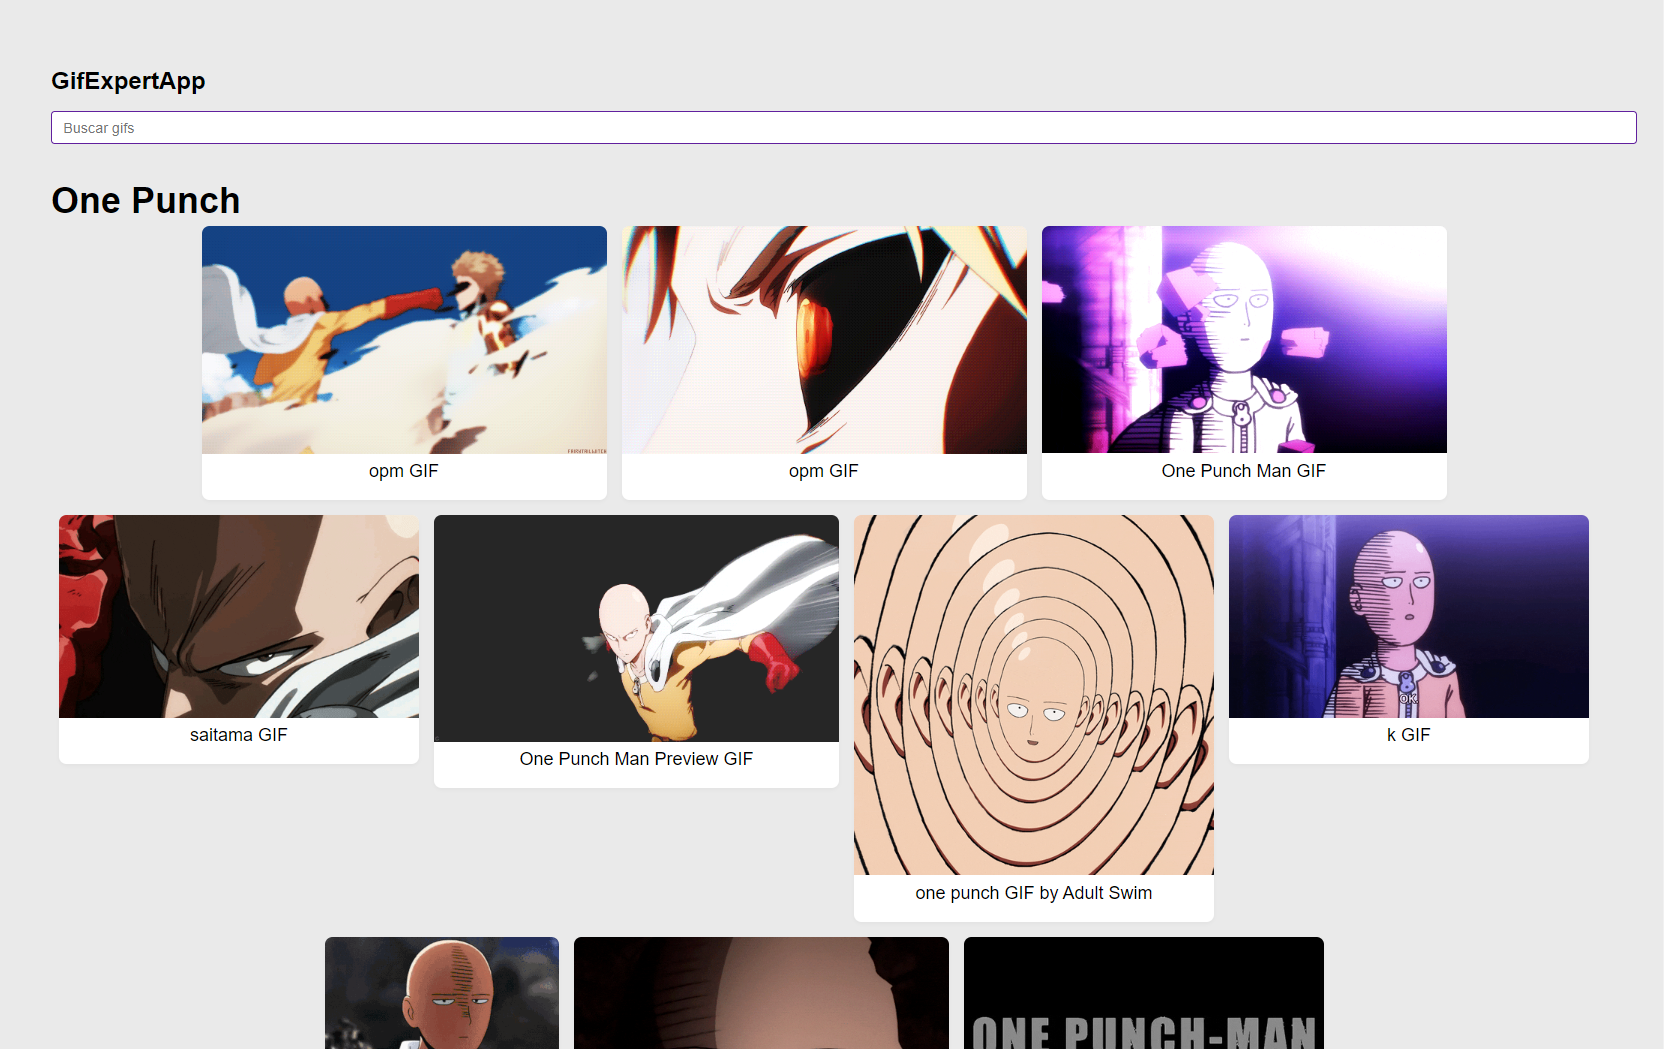 GifExpertApp
Buscar gifs
One Punch
opm GIF
opm GIF
One Punch Man GIF
saitama GIF
One Punch Man Preview GIF
one punch GIF by Adult Swim
OK
k GIF
ONE PUNCH-MAN